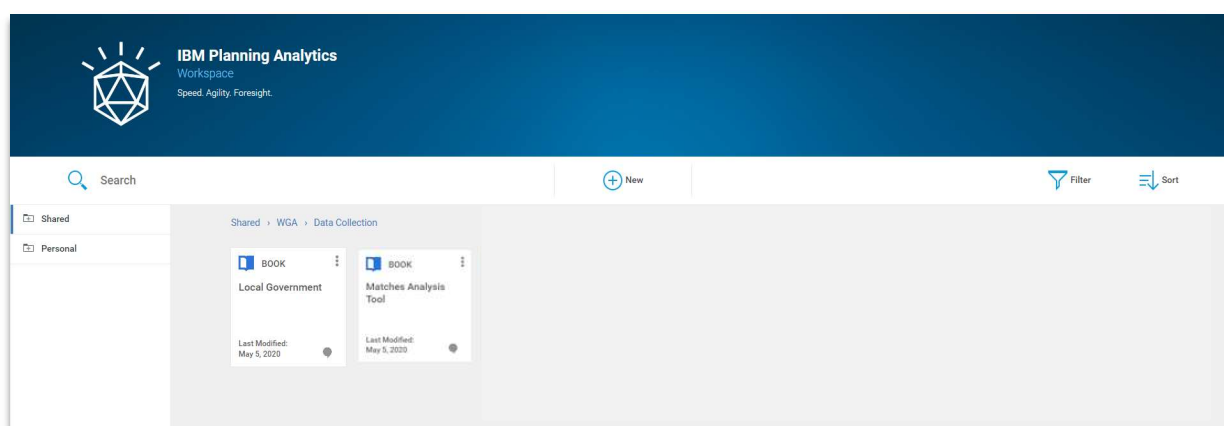 IBM Planning Analytics
Workspace
Speed. Agility. Foresight.
Search
New
Filter
Sort
Shared
Personal
Shared › WGA › Data Collection
BOOK
Local Government
Last Modified:
May 5, 2020
BOOK
Matches Analysis
Tool
Last Modified:
May 5, 2020